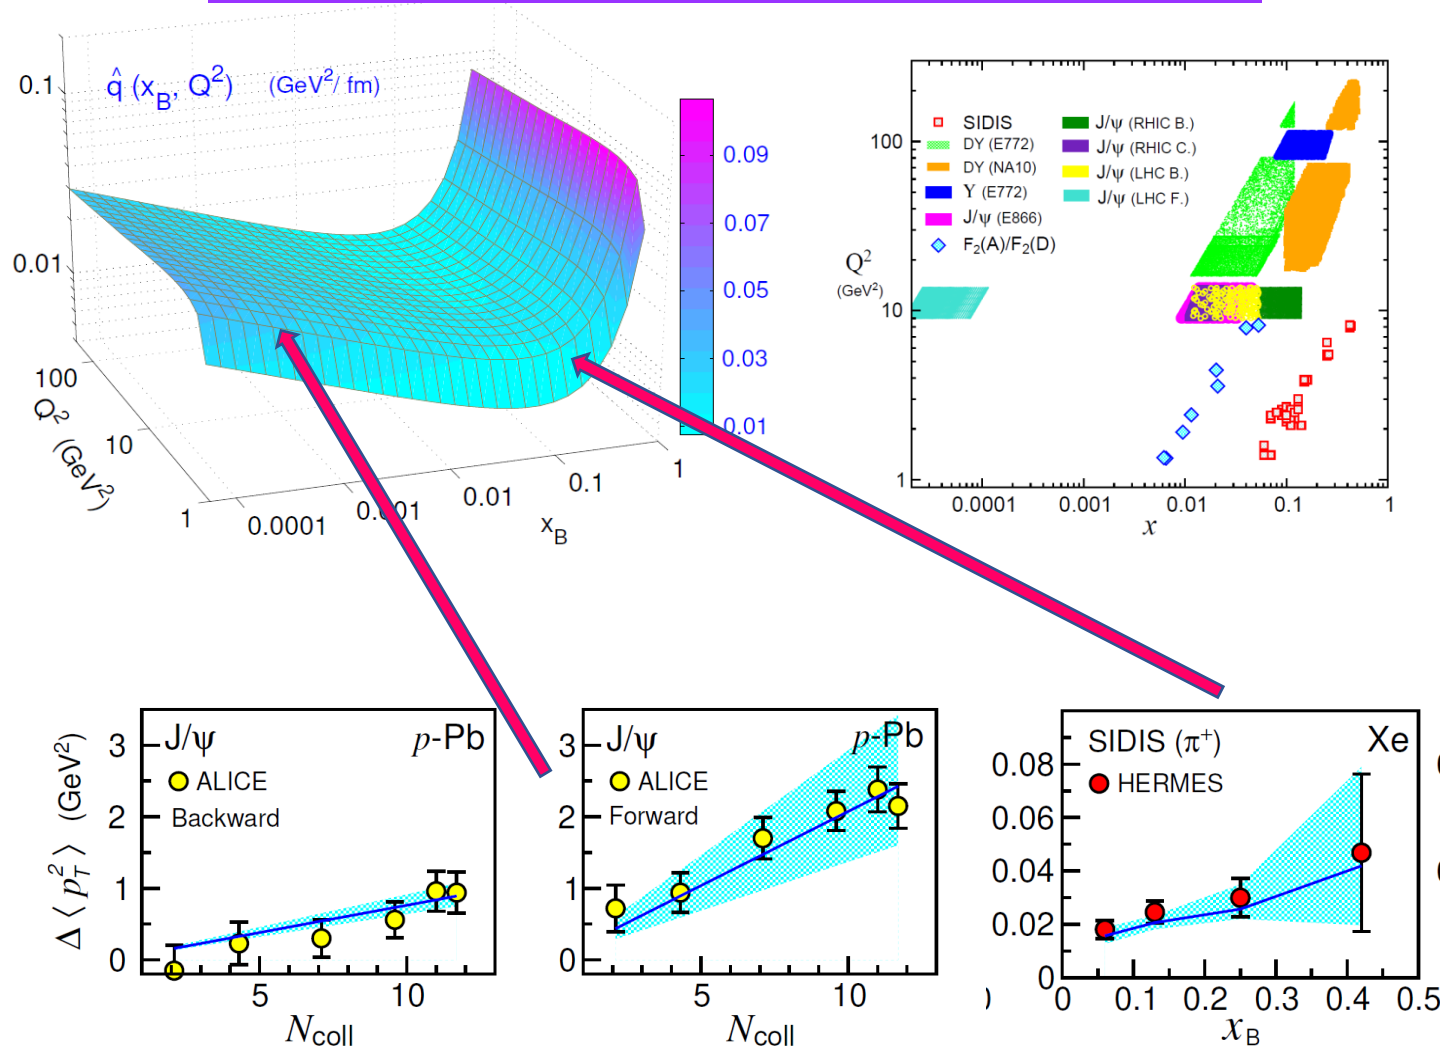 q̂ (x_B, Q²) (GeV²/ fm)
0.1
0.01
100
10
1
Q² (GeV²)
0.0001
0.001
0.01
0.1
1
x_B
0.09
0.07
0.05
0.03
0.01
SIDIS
DY (E772)
DY (NA10)
Υ (E772)
J/ψ (E866)
F₂(A)/F₂(D)
J/ψ (RHIC B.)
J/ψ (RHIC C.)
J/ψ (LHC B.)
J/ψ (LHC F.)
Q²
(GeV²)
100
10
1
0.0001
0.001
0.01
0.1
1
x
J/ψ p-Pb
ALICE
Backward
Δ ⟨ p_T² ⟩ (GeV²)
3
2
1
0
5
10
N_coll
J/ψ p-Pb
ALICE
Forward
3
2
1
0
5
10
N_coll
SIDIS (π⁺) Xe
HERMES
0.08
0.06
0.04
0.02
0
0
0.1
0.2
0.3
0.4
0.5
x_B